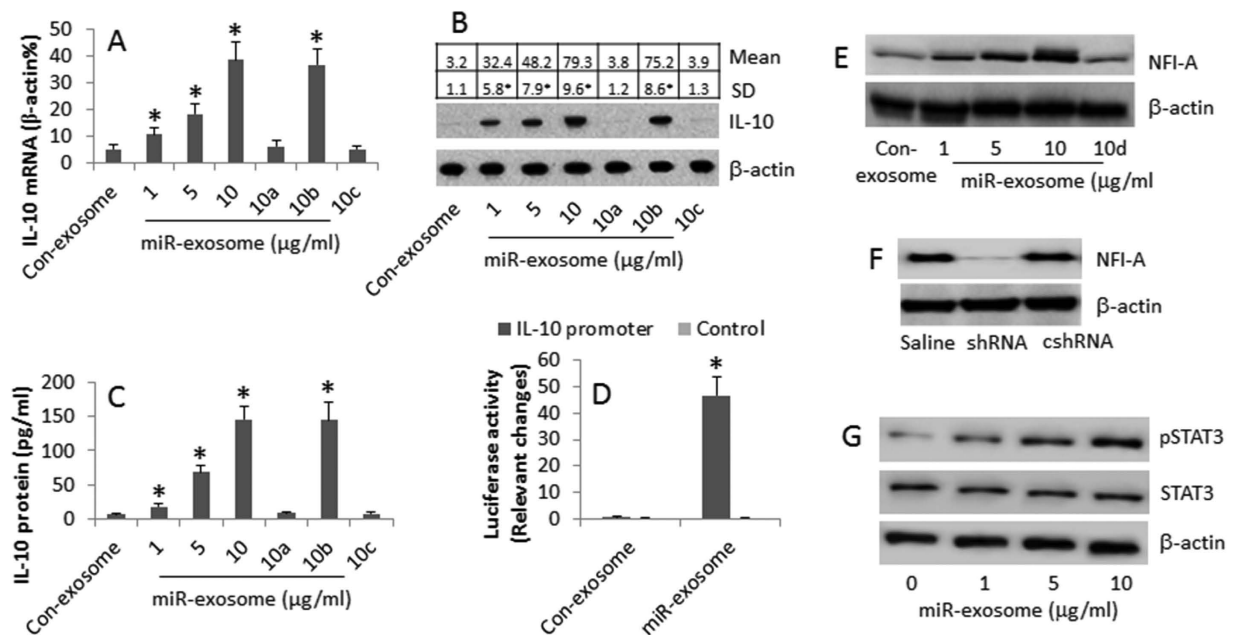 A
IL-10 mRNA (β-actin%)
50
40
30
20
10
0
* * * *
Con-exosome 1 5 10 10a 10b 10c
miR-exosome (μg/ml)
B
3.2 32.4 48.2 79.3 3.8 75.2 3.9 Mean
1.1 5.8* 7.9* 9.6* 1.2 8.6* 1.3 SD
IL-10
β-actin
Con-exosome 1 5 10 10a 10b 10c
miR-exosome (μg/ml)
C
IL-10 protein (pg/ml)
200
150
100
50
0
* * * *
Con-exosome 1 5 10 10a 10b 10c
miR-exosome (μg/ml)
IL-10 promoter Control
D
Luciferase activity
(Relevant changes)
60
50
40
30
20
10
0
*
Con-exosome miR-exosome
E
NFI-A
β-actin
Con- 1 5 10 10d
exosome miR-exosome (μg/ml
F
NFI-A
β-actin
Saline shRNA cshRNA
G
pSTAT3
STAT3
β-actin
0 1 5 10
miR-exosome (μg/ml)